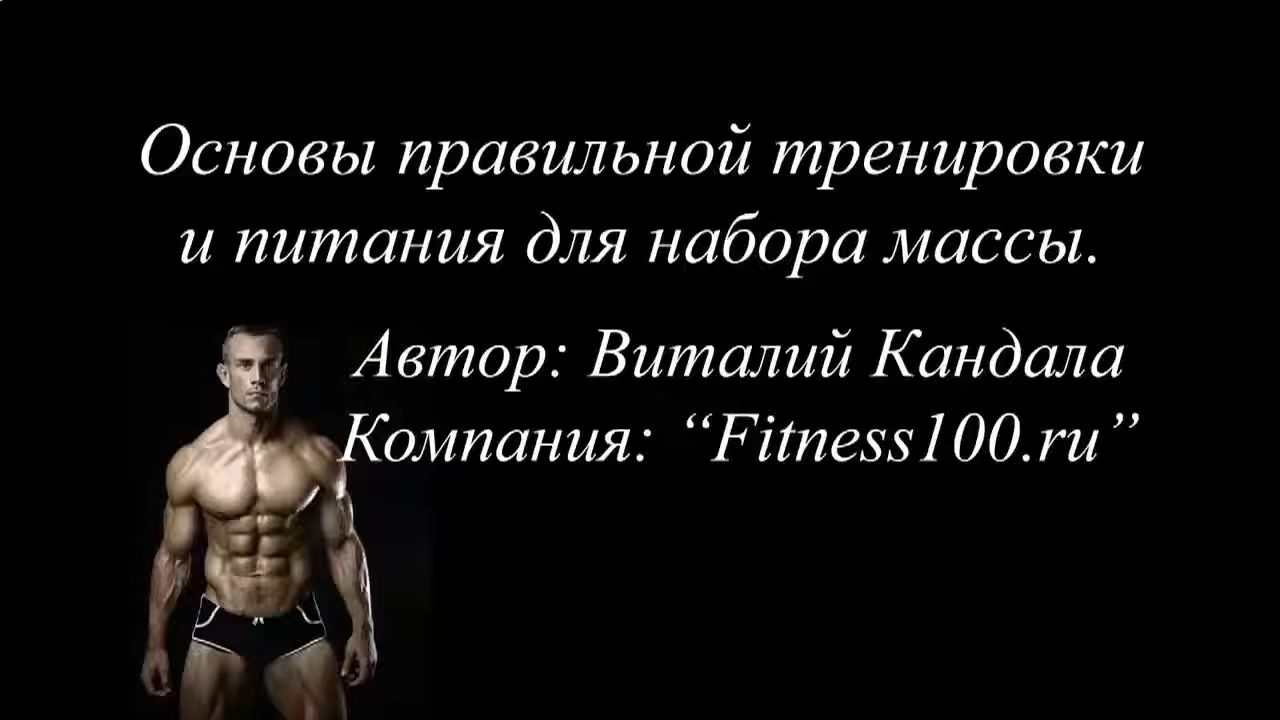 Основы правильной тренировки
и питания для набора массы.
Автор: Виталий Кандала
Компания: “Fitness100.ru”